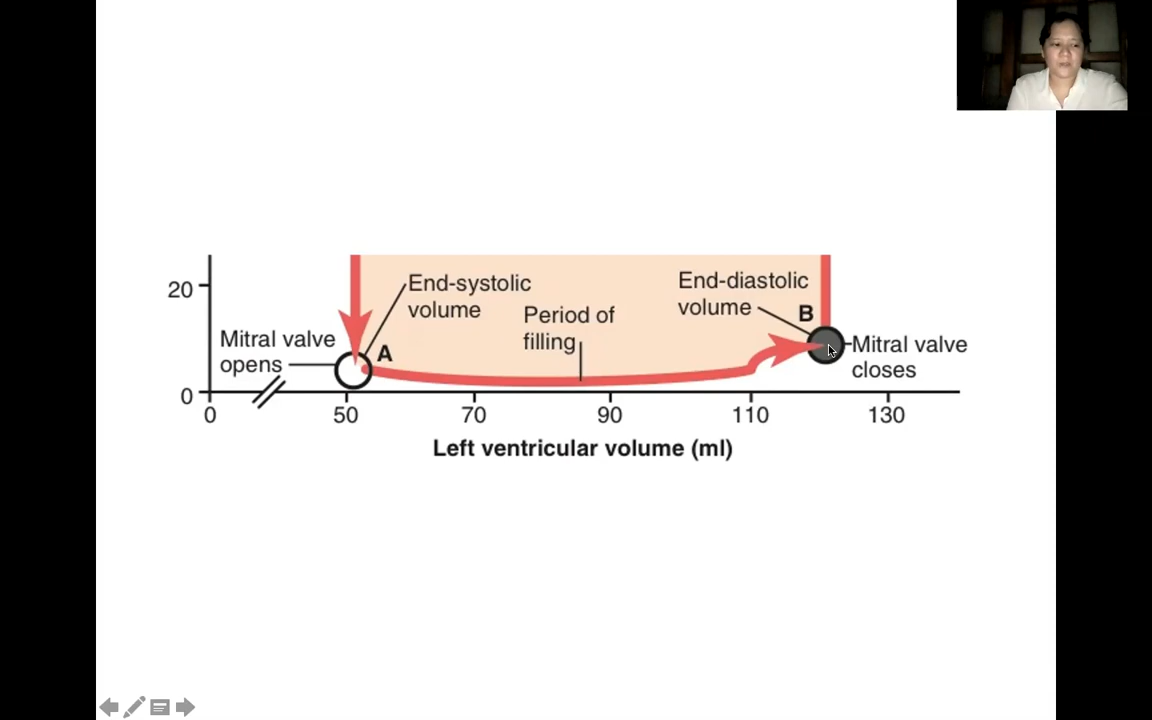 20
0
End-systolic
volume
Period of
filling
End-diastolic
volume
B
Mitral valve
opens
A
Mitral valve
closes
0 50 70 90 110 130
Left ventricular volume (ml)